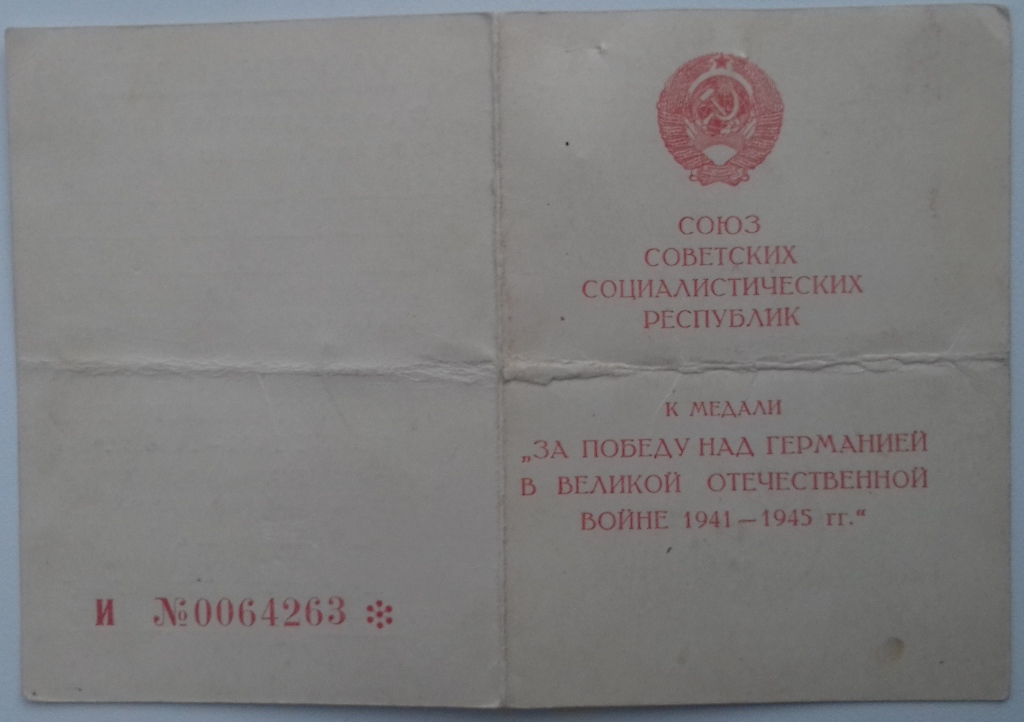 СОЮЗ
СОВЕТСКИХ
СОЦИАЛИСТИЧЕСКИХ
РЕСПУБЛИК
К МЕДАЛИ
„ЗА ПОБЕДУ НАД ГЕРМАНИЕЙ
В ВЕЛИКОЙ ОТЕЧЕСТВЕННОЙ
ВОЙНЕ 1941 — 1945 гг.“
И №0064263